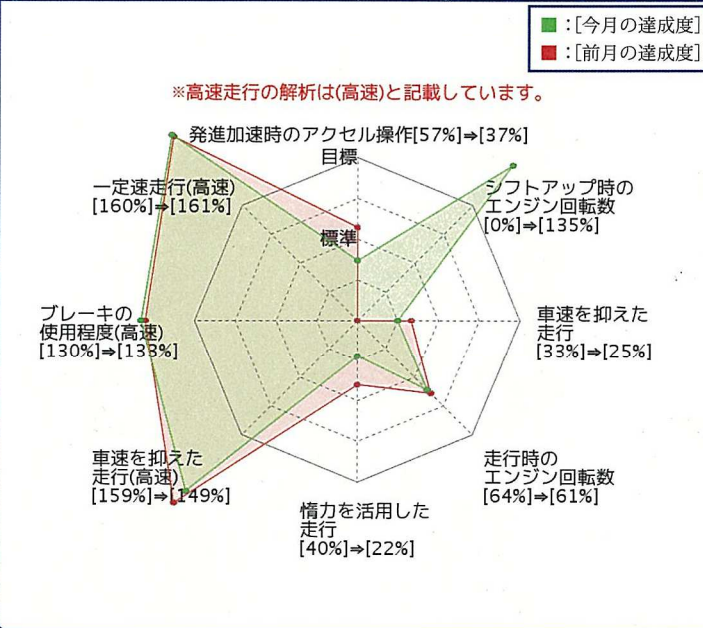 ：[今月の達成度]
：[前月の達成度]
※高速走行の解析は(高速)と記載しています。
発進加速時のアクセル操作[57%]⇒[37%]
目標
標準
シフトアップ時の
エンジン回転数
[0%]⇒[135%]
車速を抑えた
走行
[33%]⇒[25%]
走行時の
エンジン回転数
[64%]⇒[61%]
惰力を活用した
走行
[40%]⇒[22%]
車速を抑えた
走行(高速)
[159%]⇒[149%]
ブレーキの
使用程度(高速)
[130%]⇒[133%]
一定速走行(高速)
[160%]⇒[161%]